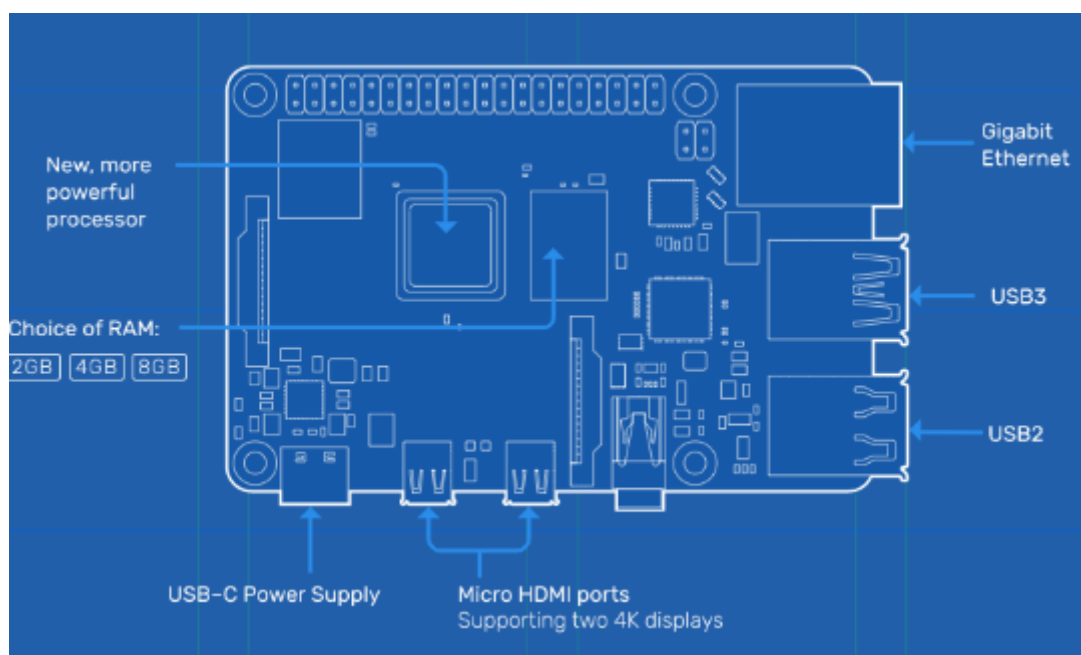 New, more
powerful
processor
Choice of RAM:
2GB 4GB 8GB
Gigabit
Ethernet
USB3
USB2
USB-C Power Supply
Micro HDMI ports
Supporting two 4K displays